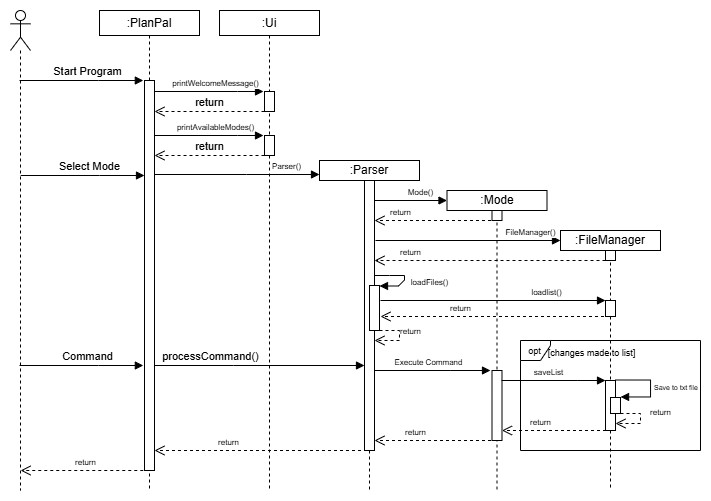 :PlanPal
:Ui
Start Program
printWelcomeMessage()
return
printAvailableModes()
return
Select Mode
Parser()
:Parser
Mode()
:Mode
return
FileManager()
:FileManager
return
loadFiles()
loadlist()
return
return
Command
processCommand()
opt
[changes made to list]
Execute Command
saveList
Save to txt file
return
return
return
return
return